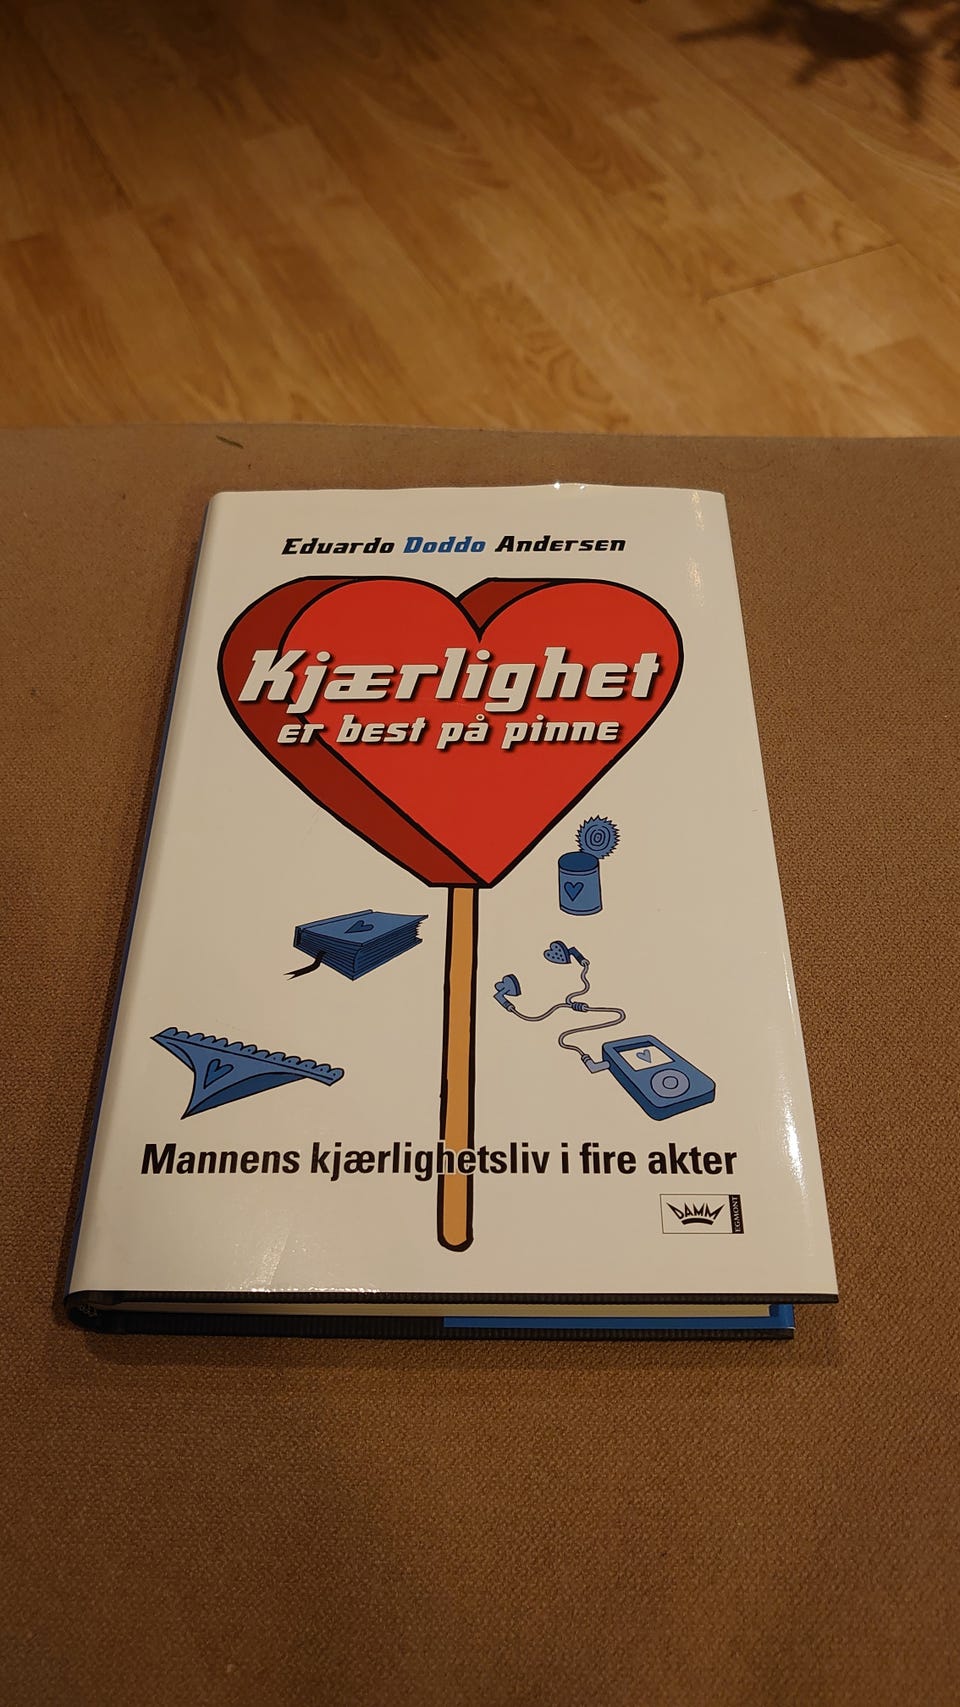 Eduardo Doddo Andersen
Kjærlighet
er best på pinne
Mannens kjærlighetsliv i fire akter
DAMM
EGMONT